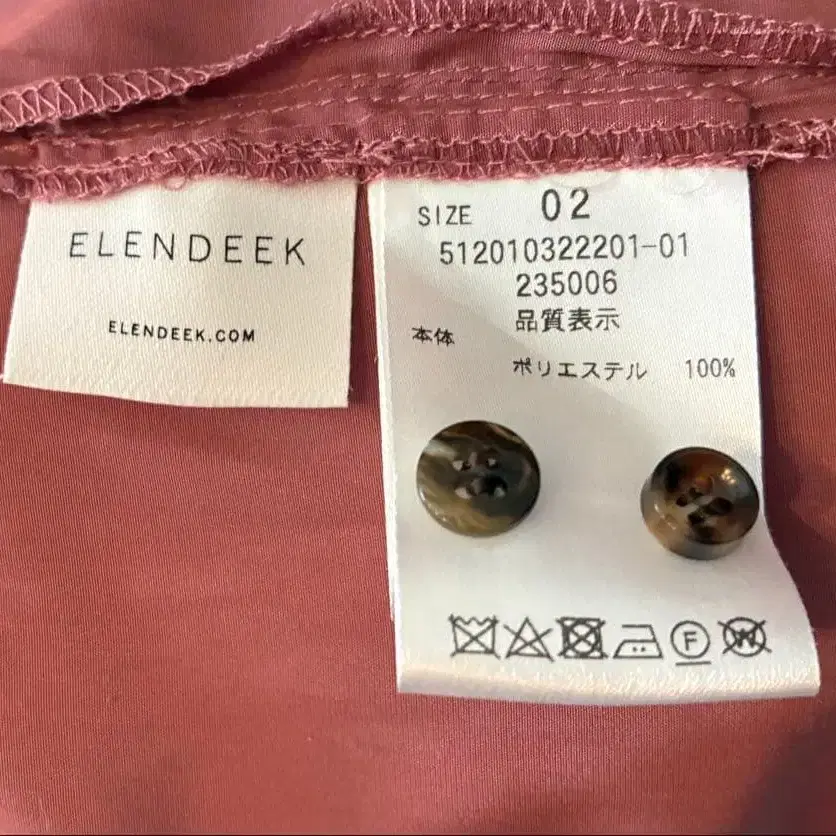 ELENDEEK
ELENDEEK.COM
SIZE 02
512010322201-01
235006
品質表示
本体
ポリエステル 100%
F
W